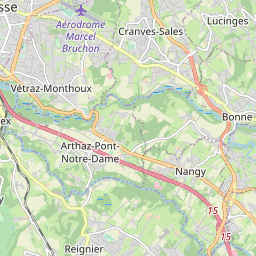 sse
Aérodrome
Marcel
Bruchon
Lucinges
Cranves-Sales
Vétraz-Monthoux
Bonne
ex
Arthaz-Pont-
Notre-Dame
Nangy
15
15
Reignier